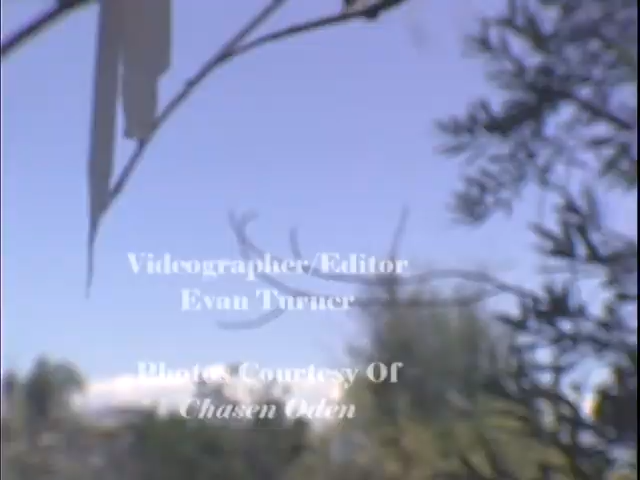 Videographer/Editor
Evan Turner
Photos Courtesy Of
Chasen Oden